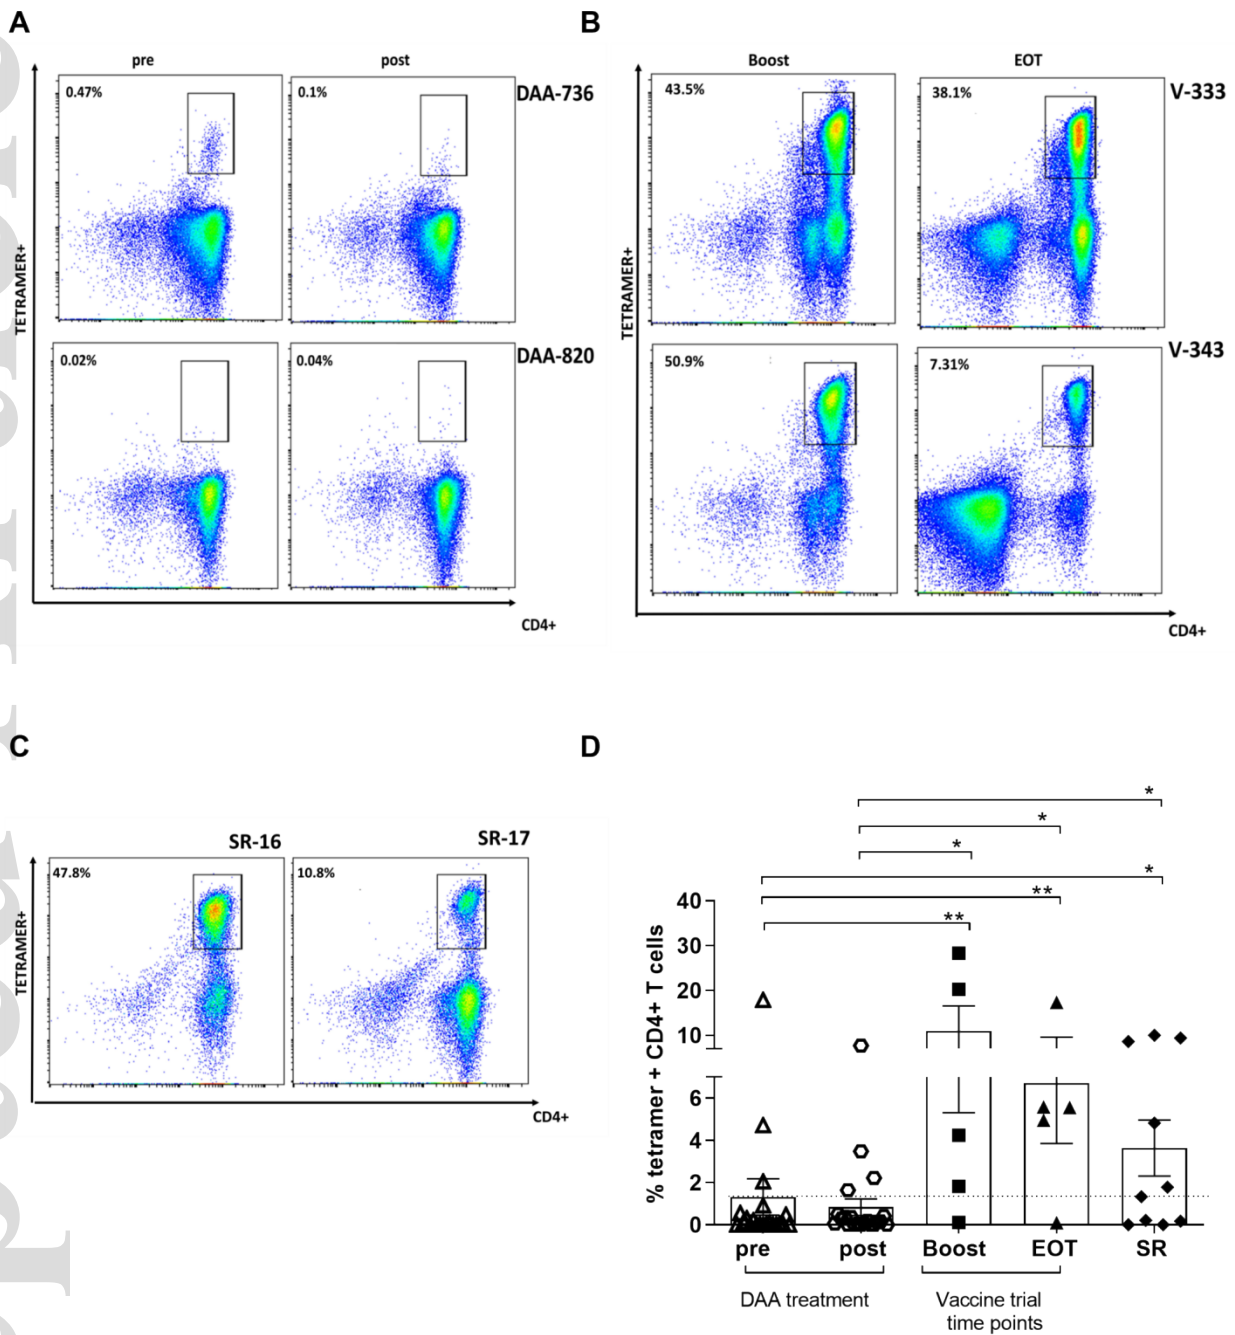 A
pre
post
0.47%
0.1%
DAA-736
0.02%
0.04%
DAA-820
TETRAMER+
CD4+
B
Boost
EOT
43.5%
38.1%
V-333
50.9%
7.31%
V-343
TETRAMER+
CD4+
C
SR-16
SR-17
47.8%
10.8%
TETRAMER+
CD4+
D
*
*
*
*
**
**
% tetramer + CD4+ T cells
40
30
20
10
6
4
2
0
pre
post
Boost
EOT
SR
DAA treatment
Vaccine trial
time points